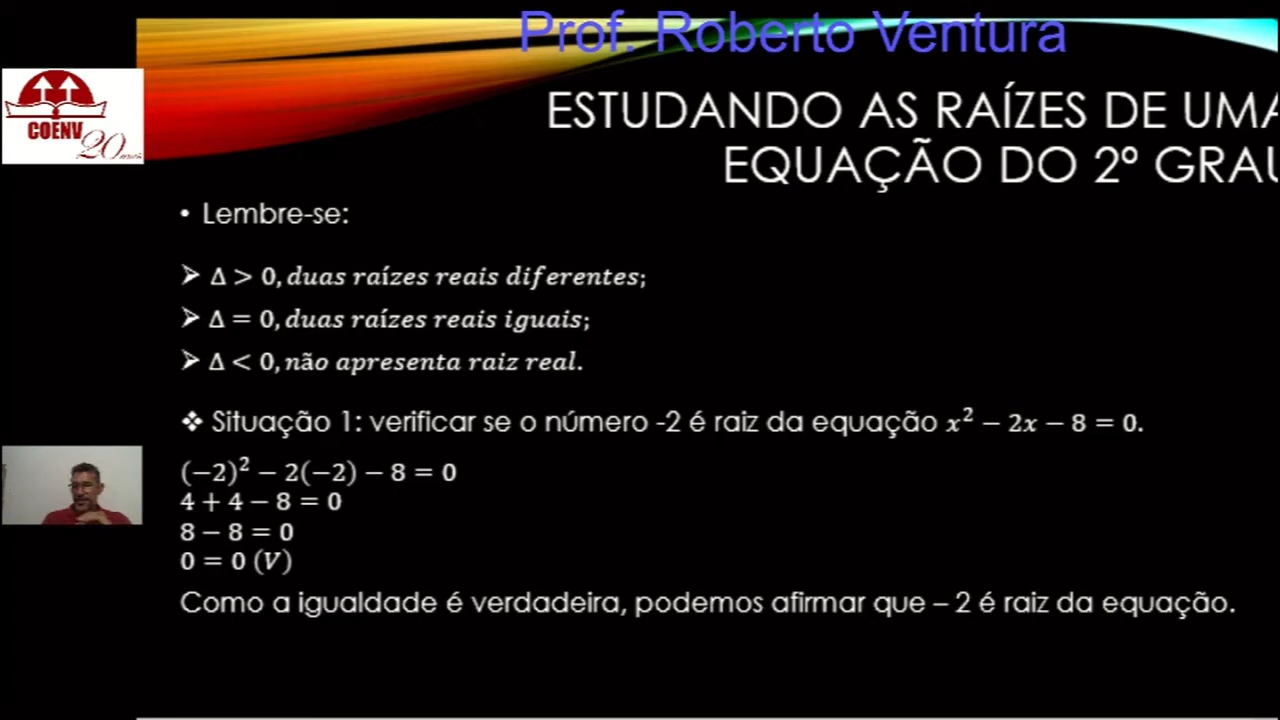 Prof. Roberto Ventura
COENV
20 anos
ESTUDANDO AS RAÍZES DE UMA
EQUAÇÃO DO 2º GRAU
• Lembre-se:
➢ Δ > 0, duas raízes reais diferentes;
➢ Δ = 0, duas raízes reais iguais;
➢ Δ < 0, não apresenta raiz real.
❖ Situação 1: verificar se o número -2 é raiz da equação x² − 2x − 8 = 0.
(−2)² − 2(−2) − 8 = 0
4 + 4 − 8 = 0
8 − 8 = 0
0 = 0 (V)
Como a igualdade é verdadeira, podemos afirmar que – 2 é raiz da equação.